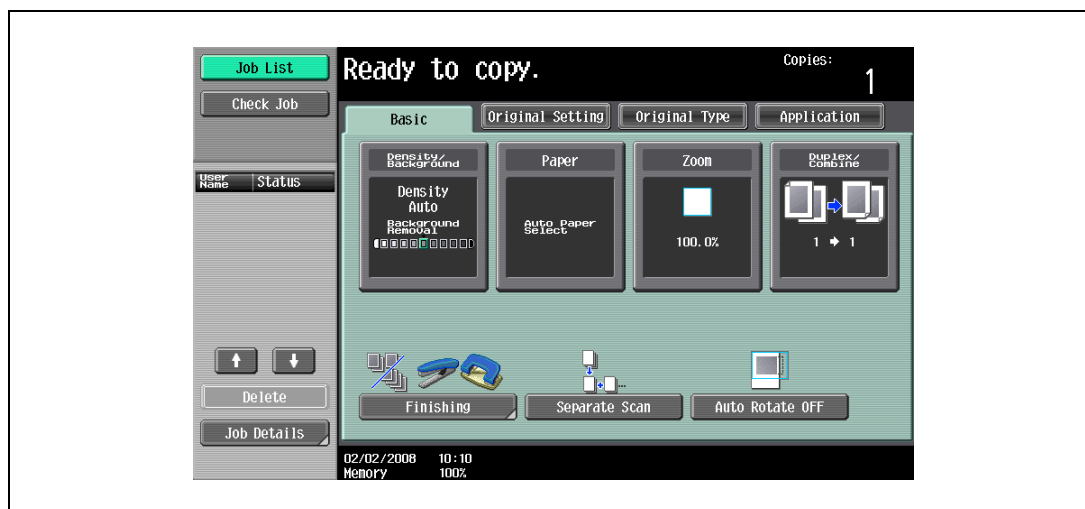 Job List
Check Job
User Name Status
Delete
Job Details
Ready to copy.
Copies:
1
Basic
Original Setting
Original Type
Application
Density/
Background
Density
Auto
Background
Removal
Paper
Auto Paper
Select
Zoom
100.0%
Duplex/
Combine
1 → 1
Finishing
Separate Scan
Auto Rotate OFF
02/02/2008 10:10
Memory 100%